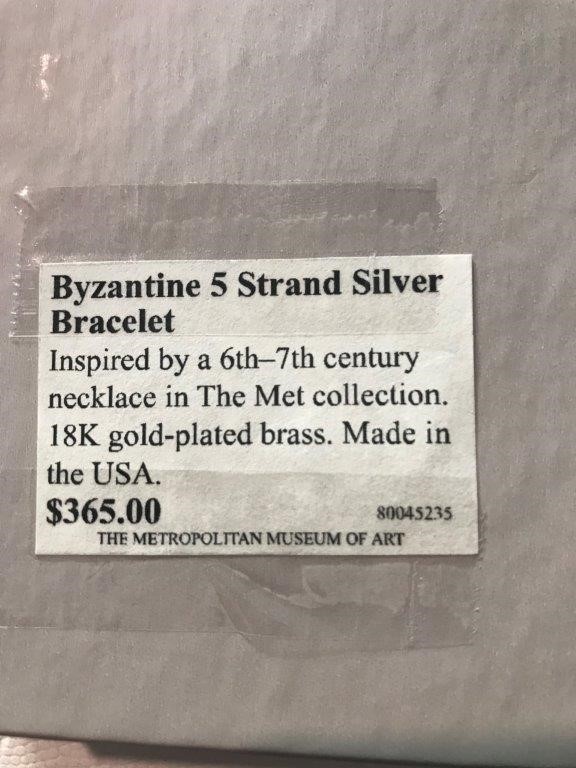 Byzantine 5 Strand Silver
Bracelet
Inspired by a 6th–7th century
necklace in The Met collection.
18K gold-plated brass. Made in
the USA.
$365.00 80045235
THE METROPOLITAN MUSEUM OF ART